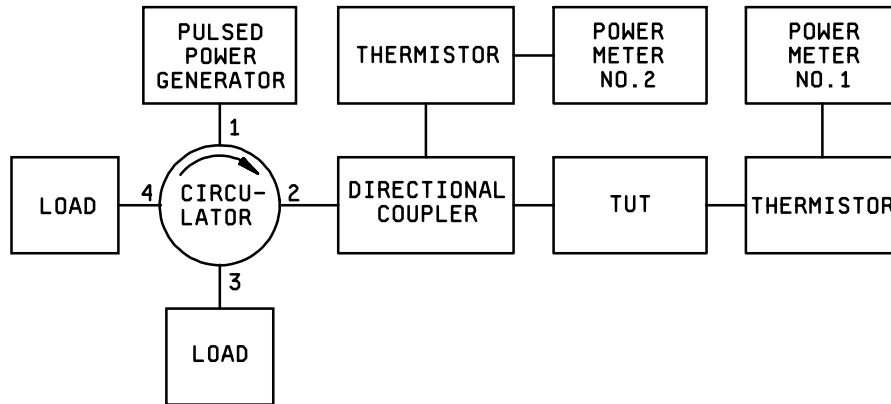 PULSED
POWER
GENERATOR
THERMISTOR
POWER
METER
NO.2
POWER
METER
NO.1
1
LOAD
4
CIRCU-
LATOR
2
DIRECTIONAL
COUPLER
TUT
THERMISTOR
3
LOAD